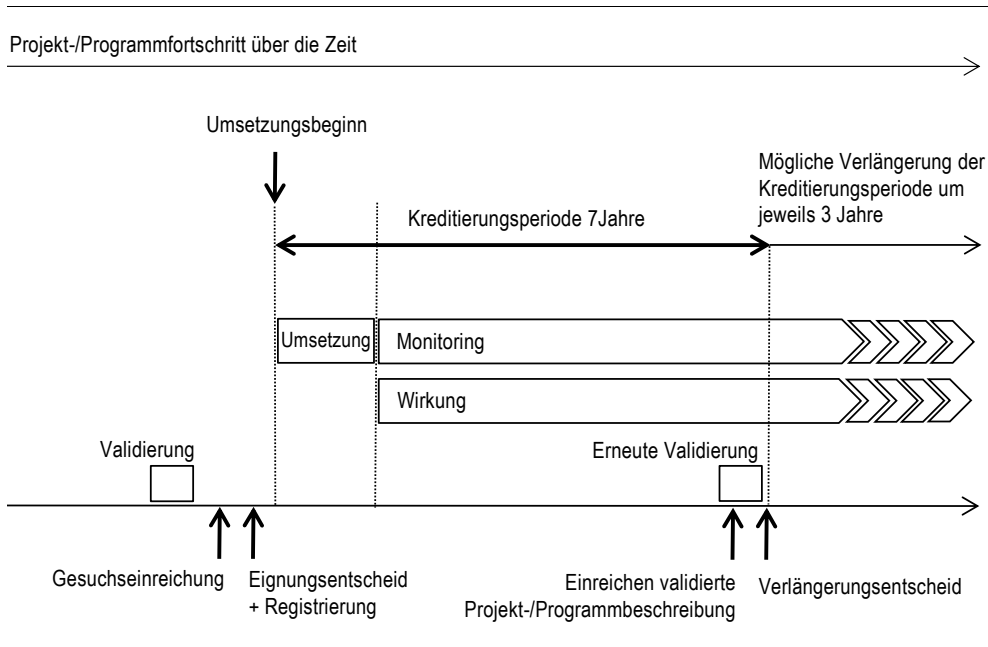 Projekt-/Programmfortschritt über die Zeit
Umsetzungsbeginn
Mögliche Verlängerung der
Kreditierungsperiode um
jeweils 3 Jahre
Kreditierungsperiode 7Jahre
Umsetzung
Monitoring
Wirkung
Validierung
Erneute Validierung
Gesuchseinreichung
Eignungsentscheid
+ Registrierung
Einreichen validierte
Projekt-/Programmbeschreibung
Verlängerungsentscheid